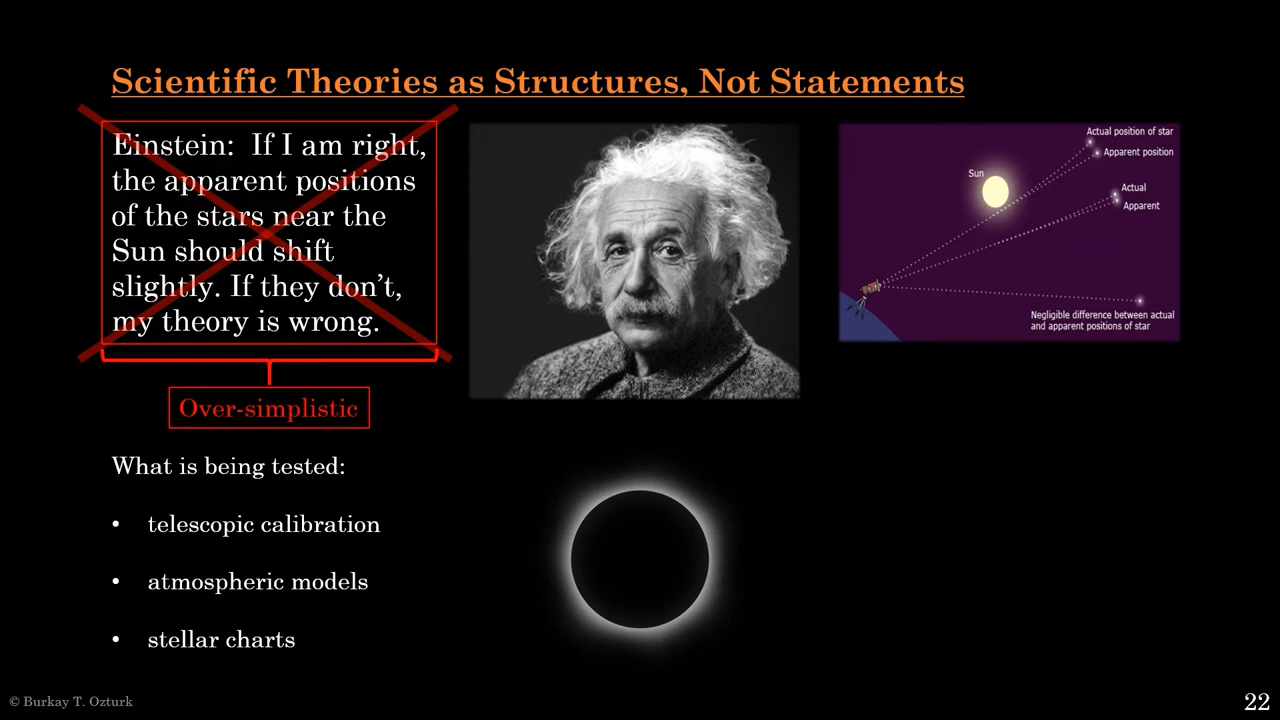 Scientific Theories as Structures, Not Statements
Einstein:  If I am right,
the apparent positions
of the stars near the
Sun should shift
slightly. If they don’t,
my theory is wrong.
Over-simplistic
What is being tested:
• telescopic calibration
• atmospheric models
• stellar charts
Actual position of star
Apparent position
Sun
Actual
Apparent
Negligible difference between actual
and apparent positions of star
© Burkay T. Ozturk
22